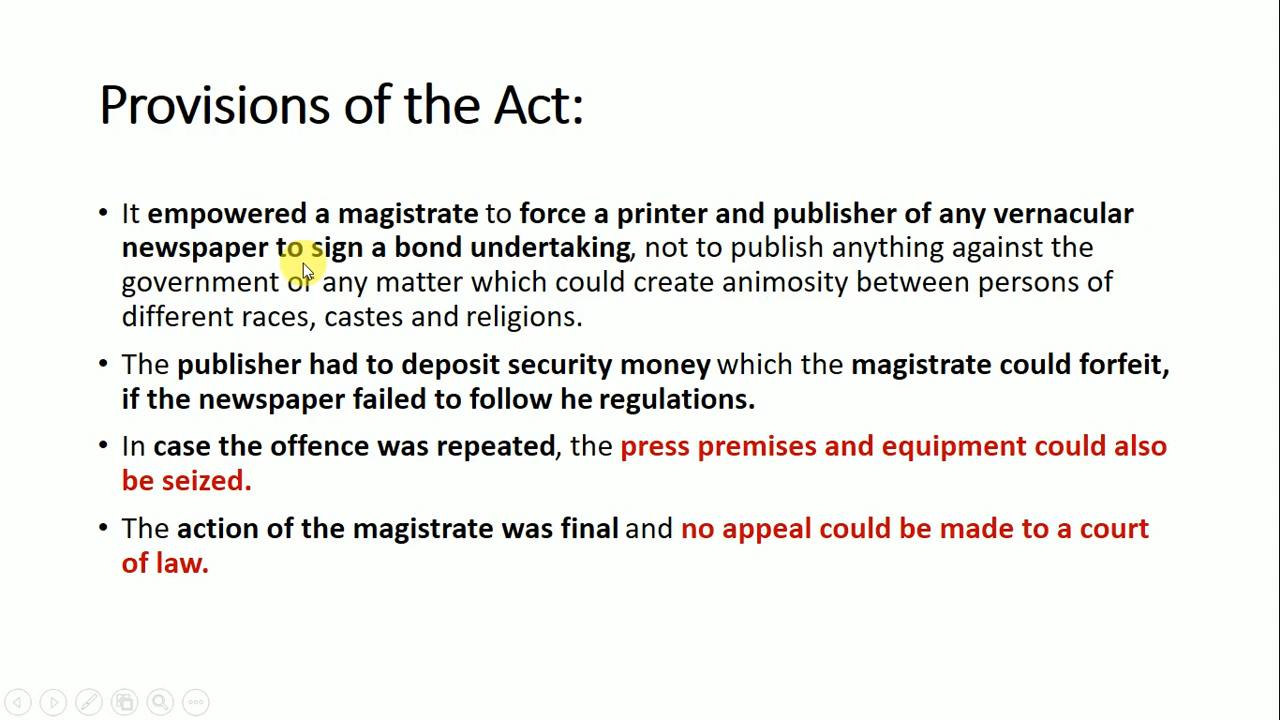 Provisions of the Act:
• It empowered a magistrate to force a printer and publisher of any vernacular
newspaper to sign a bond undertaking, not to publish anything against the
government or any matter which could create animosity between persons of
different races, castes and religions.
• The publisher had to deposit security money which the magistrate could forfeit,
if the newspaper failed to follow he regulations.
• In case the offence was repeated, the press premises and equipment could also
be seized.
• The action of the magistrate was final and no appeal could be made to a court
of law.